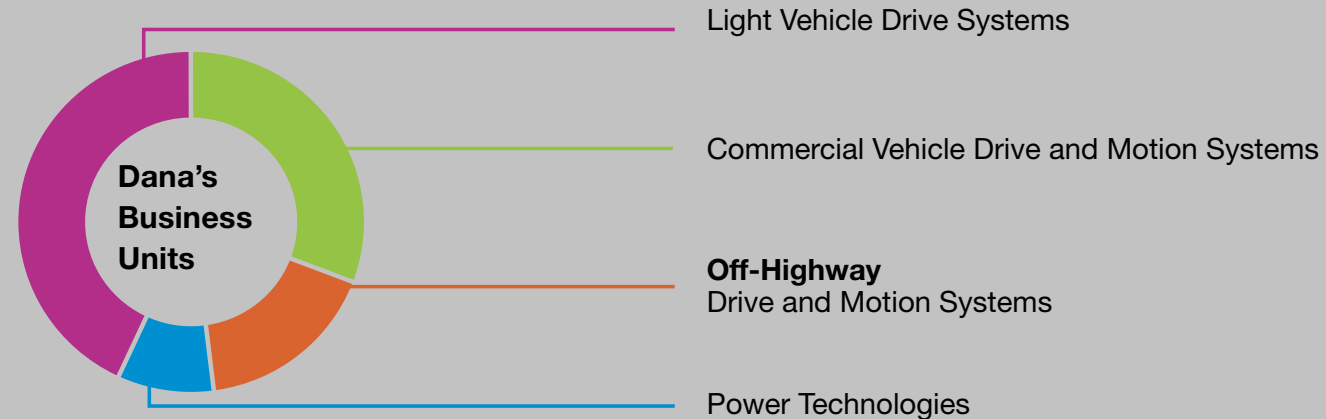 Light Vehicle Drive Systems
Commercial Vehicle Drive and Motion Systems
Dana’s
Business
Units
Off-Highway
Drive and Motion Systems
Power Technologies